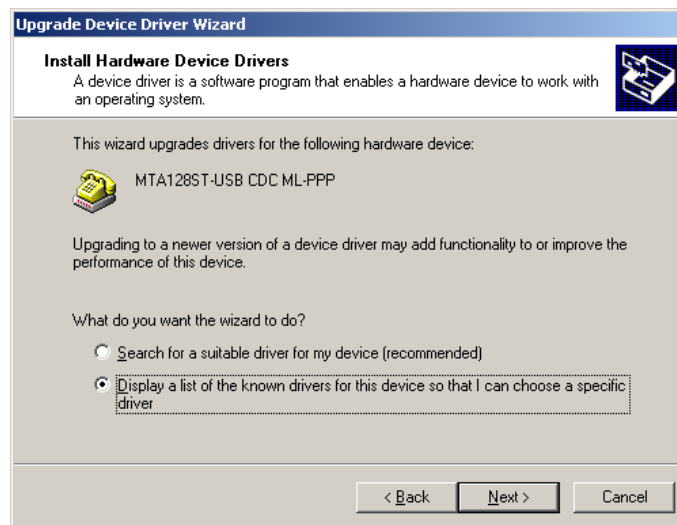 Upgrade Device Driver Wizard
Install Hardware Device Drivers
A device driver is a software program that enables a hardware device to work with
an operating system.
This wizard upgrades drivers for the following hardware device:
MTA128ST-USB CDC ML-PPP
Upgrading to a newer version of a device driver may add functionality to or improve the
performance of this device.
What do you want the wizard to do?
Search for a suitable driver for my device (recommended)
Display a list of the known drivers for this device so that I can choose a specific
driver
< Back
Next >
Cancel